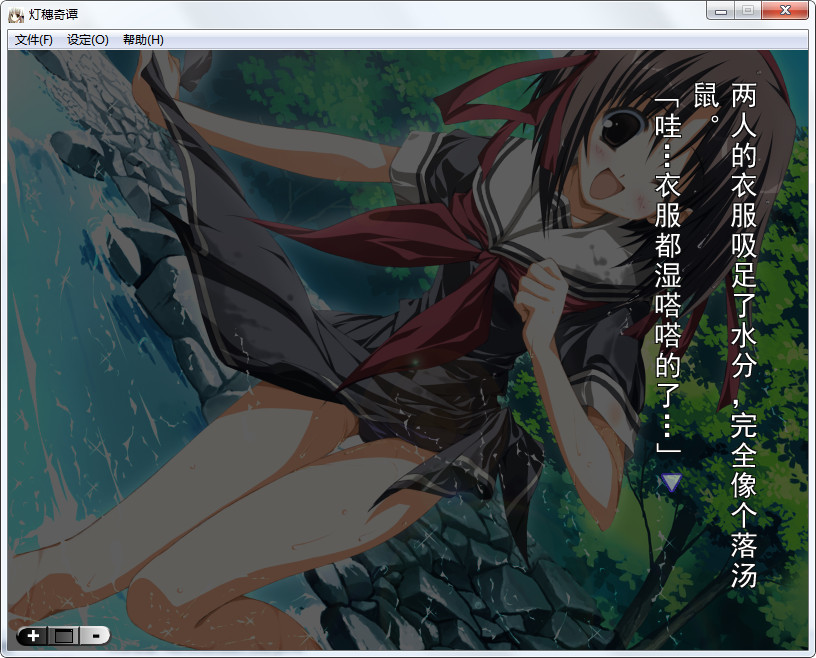 灯穗奇谭
文件(F) 设定(O) 帮助(H)
两人的衣服吸足了水分，完全像个落汤
鼠。
「哇…衣服都湿嗒嗒的了…」